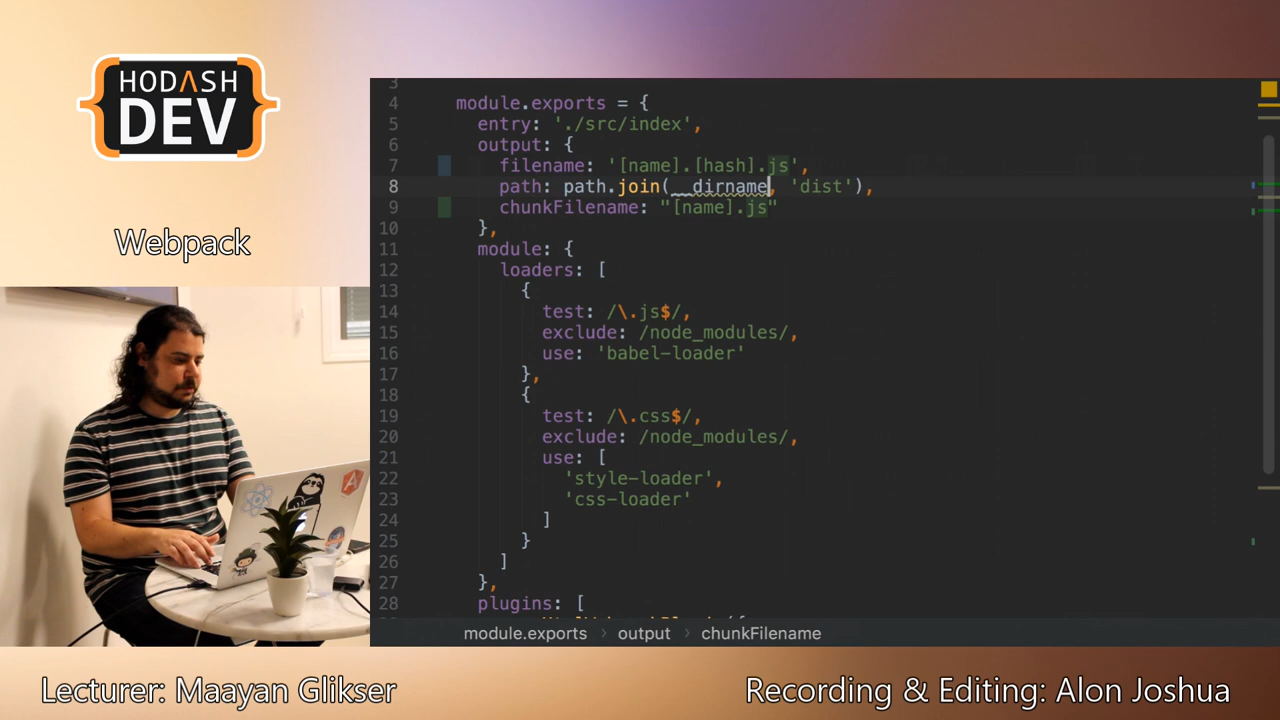 HODASH
DEV
Webpack
3
4 module.exports = {
5 entry: './src/index',
6 output: {
7 filename: '[name].[hash].js',
8 path: path.join(__dirname, 'dist'),
9 chunkFilename: "[name].js"
10 },
11 module: {
12 loaders: [
13 {
14 test: /\.js$/,
15 exclude: /node_modules/,
16 use: 'babel-loader'
17 },
18 {
19 test: /\.css$/,
20 exclude: /node_modules/,
21 use: [
22 'style-loader',
23 'css-loader'
24 ]
25 }
26 ]
27 },
28 plugins: [
module.exports › output › chunkFilename
Lecturer: Maayan Glikser
Recording & Editing: Alon Joshua